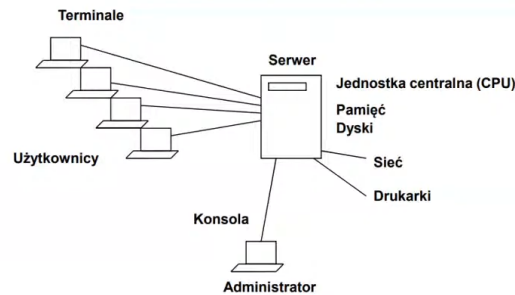 Terminale
Serwer
Jednostka centralna (CPU)
Pamięć
Dyski
Użytkownicy
Sieć
Drukarki
Konsola
Administrator